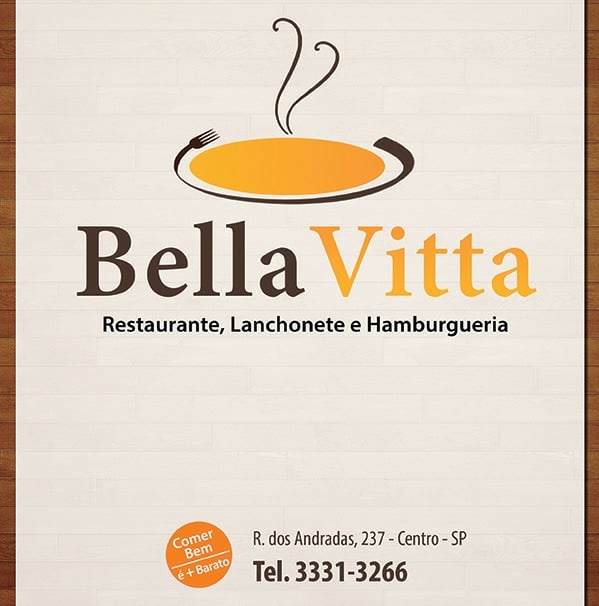 Bella Vitta
Restaurante, Lanchonete e Hamburgueria
Comer
Bem
é + Barato
R. dos Andradas, 237 - Centro - SP
Tel. 3331-3266